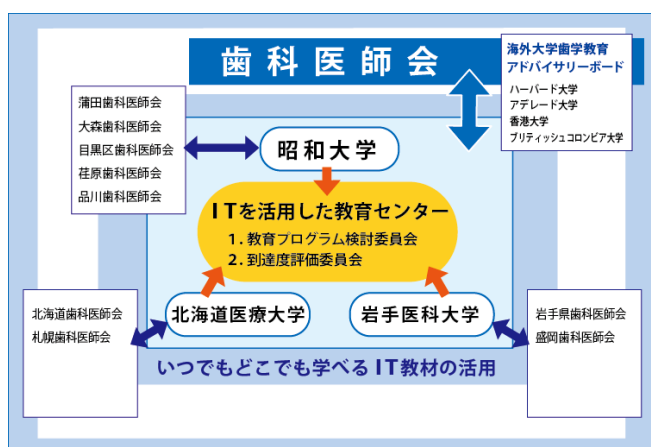 歯科医師会
海外大学歯学教育
アドバイザリーボード
ハーバード大学
アデレード大学
香港大学
ブリティッシュコロンビア大学
蒲田歯科医師会
大森歯科医師会
目黒区歯科医師会
荏原歯科医師会
品川歯科医師会
昭和大学
ITを活用した教育センター
1. 教育プログラム検討委員会
2. 到達度評価委員会
北海道歯科医師会
札幌歯科医師会
北海道医療大学
岩手医科大学
岩手県歯科医師会
盛岡歯科医師会
いつでもどこでも学べるIT教材の活用